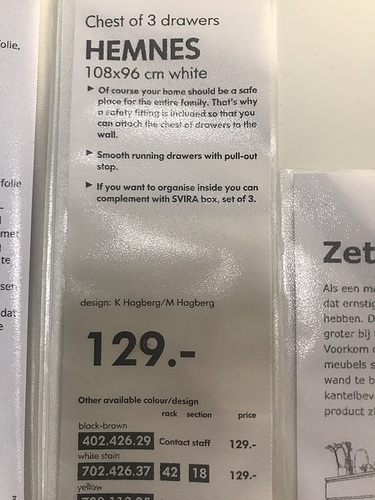 olie,
folie
met
te
sen
dat
e
Chest of 3 drawers
HEMNES
108x96 cm white
► Of course your home should be a safe
place for the entire family. That's why
a safety fitting is included so that you
can attach the chest of drawers to the
wall.
► Smooth running drawers with pull-out
stop.
► If you want to organise inside you can
complement with SVIRA box, set of 3.
design: K Hagberg/M Hagberg
129.-
Other available colour/design
rack section price
black-brown
402.426.29 Contact staff 129.-
white stain
702.426.37 42 18 129.-
yellow
Zet
Als een me
dat ernstig
hebben. D
groter bij
Voorkom
meubels s
wand te b
kantelbev
product zi